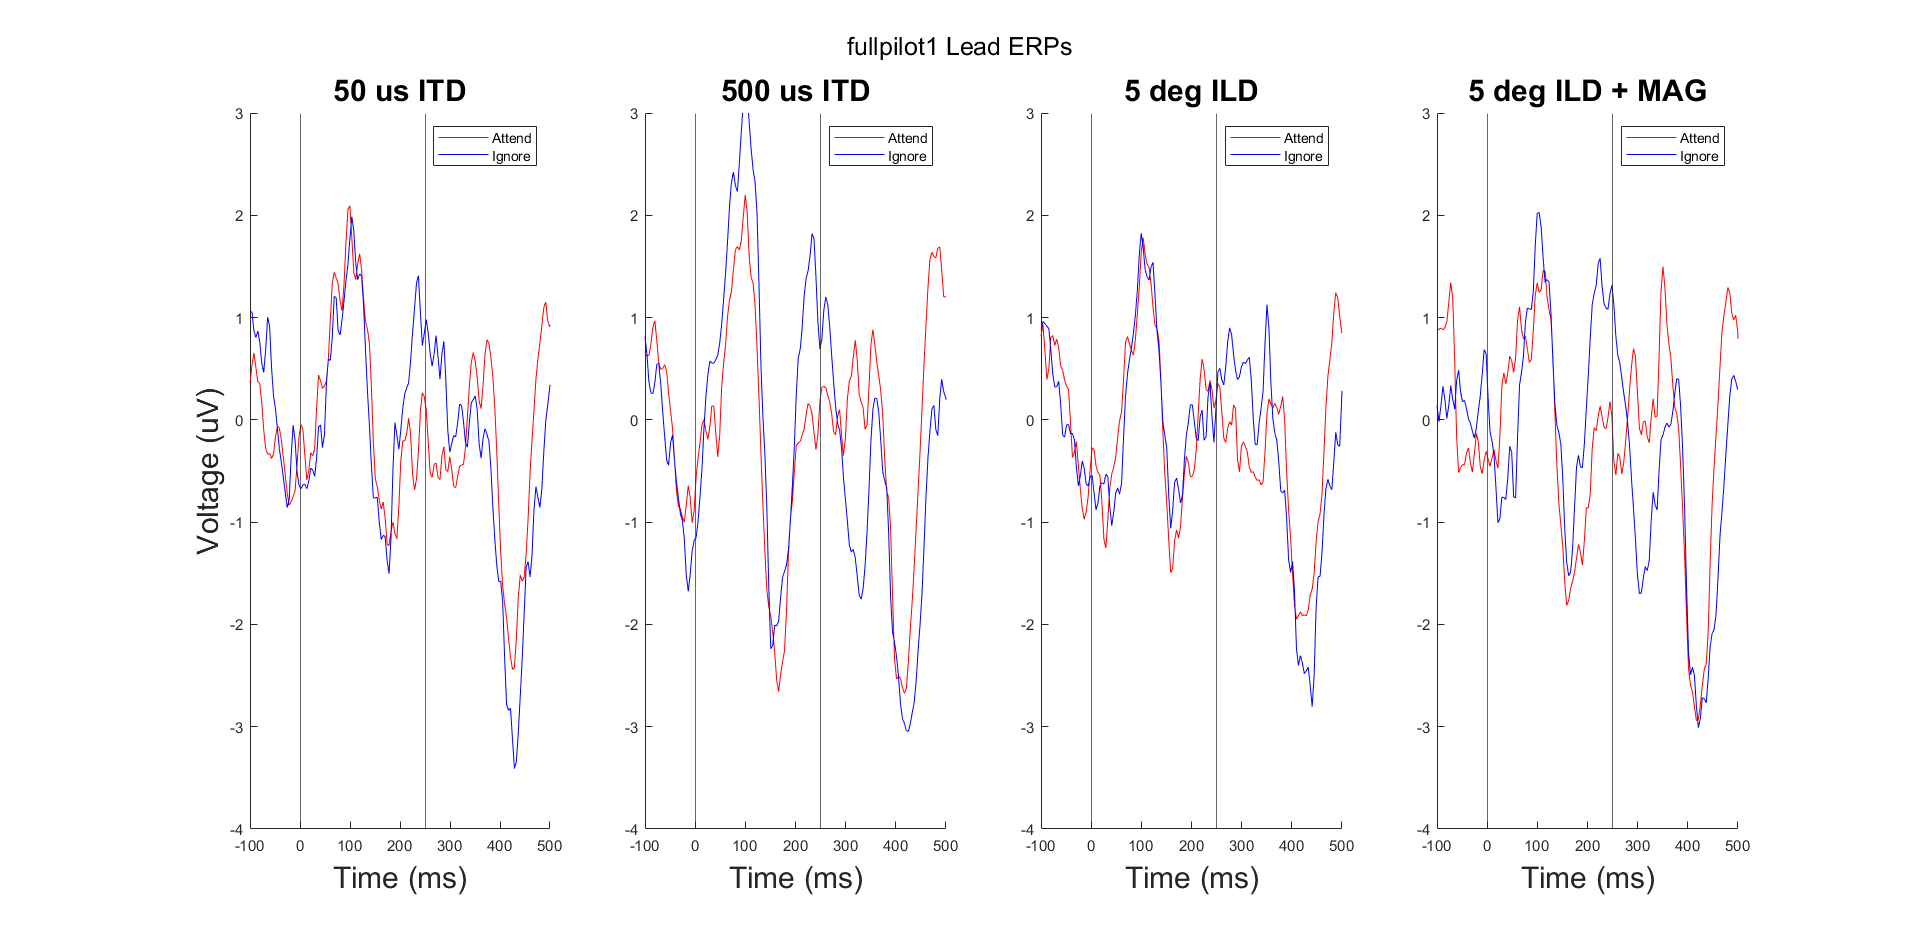 fullpilot1 Lead ERPs
50 us ITD
500 us ITD
5 deg ILD
5 deg ILD + MAG
Voltage (uV)
3
2
1
0
-1
-2
-3
-4
-100 0 100 200 300 400 500
Time (ms)
Attend
Ignore
3
2
1
0
-1
-2
-3
-4
-100 0 100 200 300 400 500
Time (ms)
Attend
Ignore
3
2
1
0
-1
-2
-3
-4
-100 0 100 200 300 400 500
Time (ms)
Attend
Ignore
3
2
1
0
-1
-2
-3
-4
-100 0 100 200 300 400 500
Time (ms)
Attend
Ignore